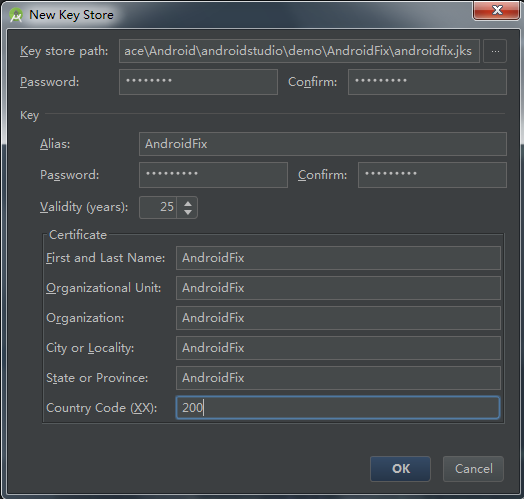 New Key Store
Key store path: ace\Android\androidstudio\demo\AndroidFix\androidfix.jks ...
Password: •••••••• Confirm: •••••••••
Key
Alias: AndroidFix
Password: ••••••••• Confirm: •••••••••
Validity (years): 25
Certificate
First and Last Name: AndroidFix
Organizational Unit: AndroidFix
Organization: AndroidFix
City or Locality: AndroidFix
State or Province: AndroidFix
Country Code (XX): 200
OK Cancel